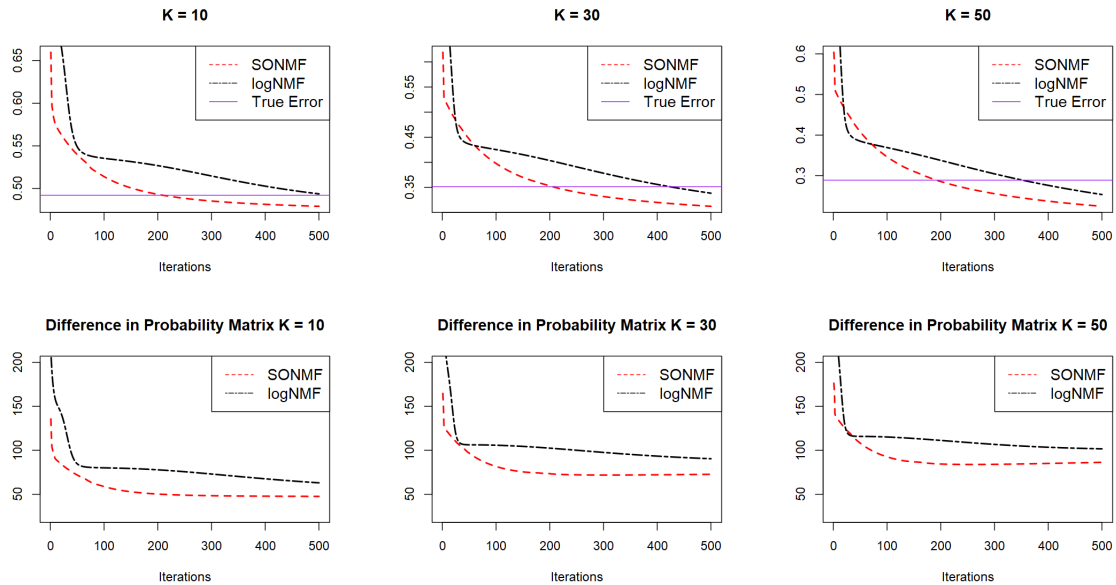 K = 10
0.65
0.60
0.55
0.50
SONMF
logNMF
True Error
0 100 200 300 400 500
Iterations
K = 30
0.55
0.45
0.35
SONMF
logNMF
True Error
0 100 200 300 400 500
Iterations
K = 50
0.6
0.5
0.4
0.3
SONMF
logNMF
True Error
0 100 200 300 400 500
Iterations
Difference in Probability Matrix K = 10
200
150
100
50
SONMF
logNMF
0 100 200 300 400 500
Iterations
Difference in Probability Matrix K = 30
200
150
100
50
SONMF
logNMF
0 100 200 300 400 500
Iterations
Difference in Probability Matrix K = 50
200
150
100
50
SONMF
logNMF
0 100 200 300 400 500
Iterations